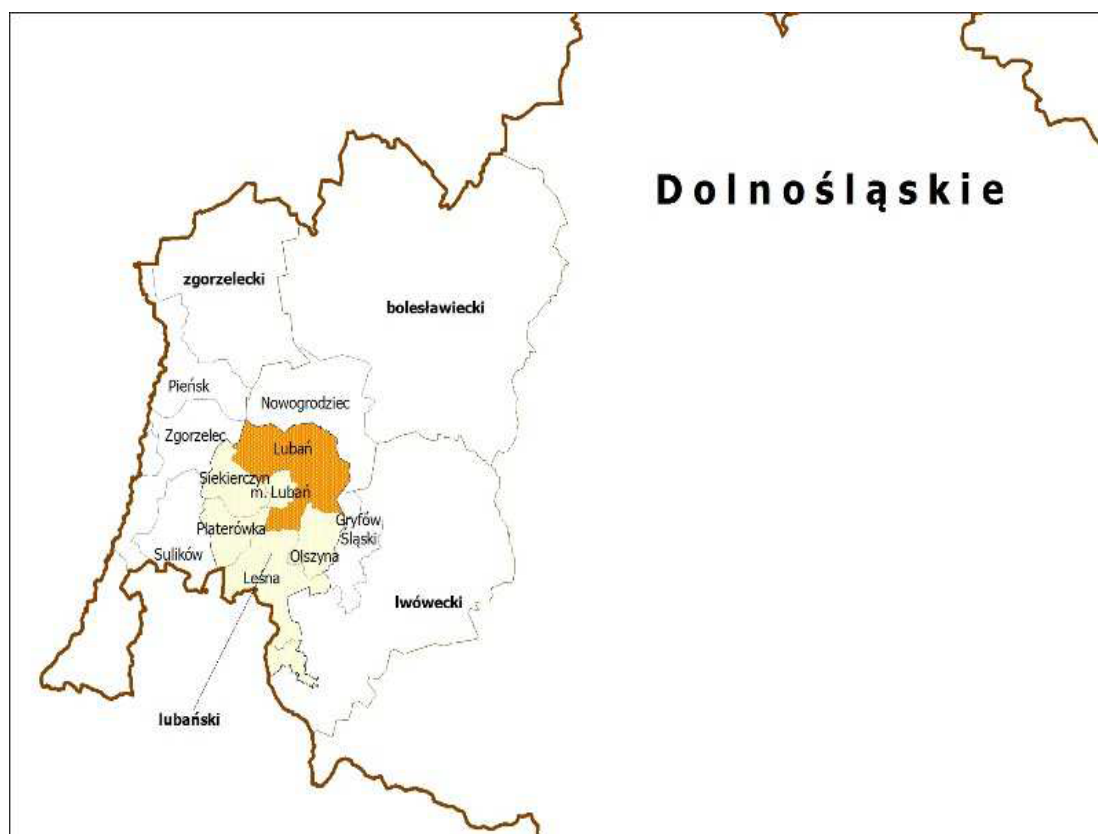 Dolnośląskie
zgorzelecki
bolesławiecki
Pieńsk
Nowogrodziec
Zgorzelec
Lubań
Siekierczyn
m. Lubań
Platerówka
Gryfów
Śląski
Sulików
Olszyna
Leśna
lwówecki
lubański